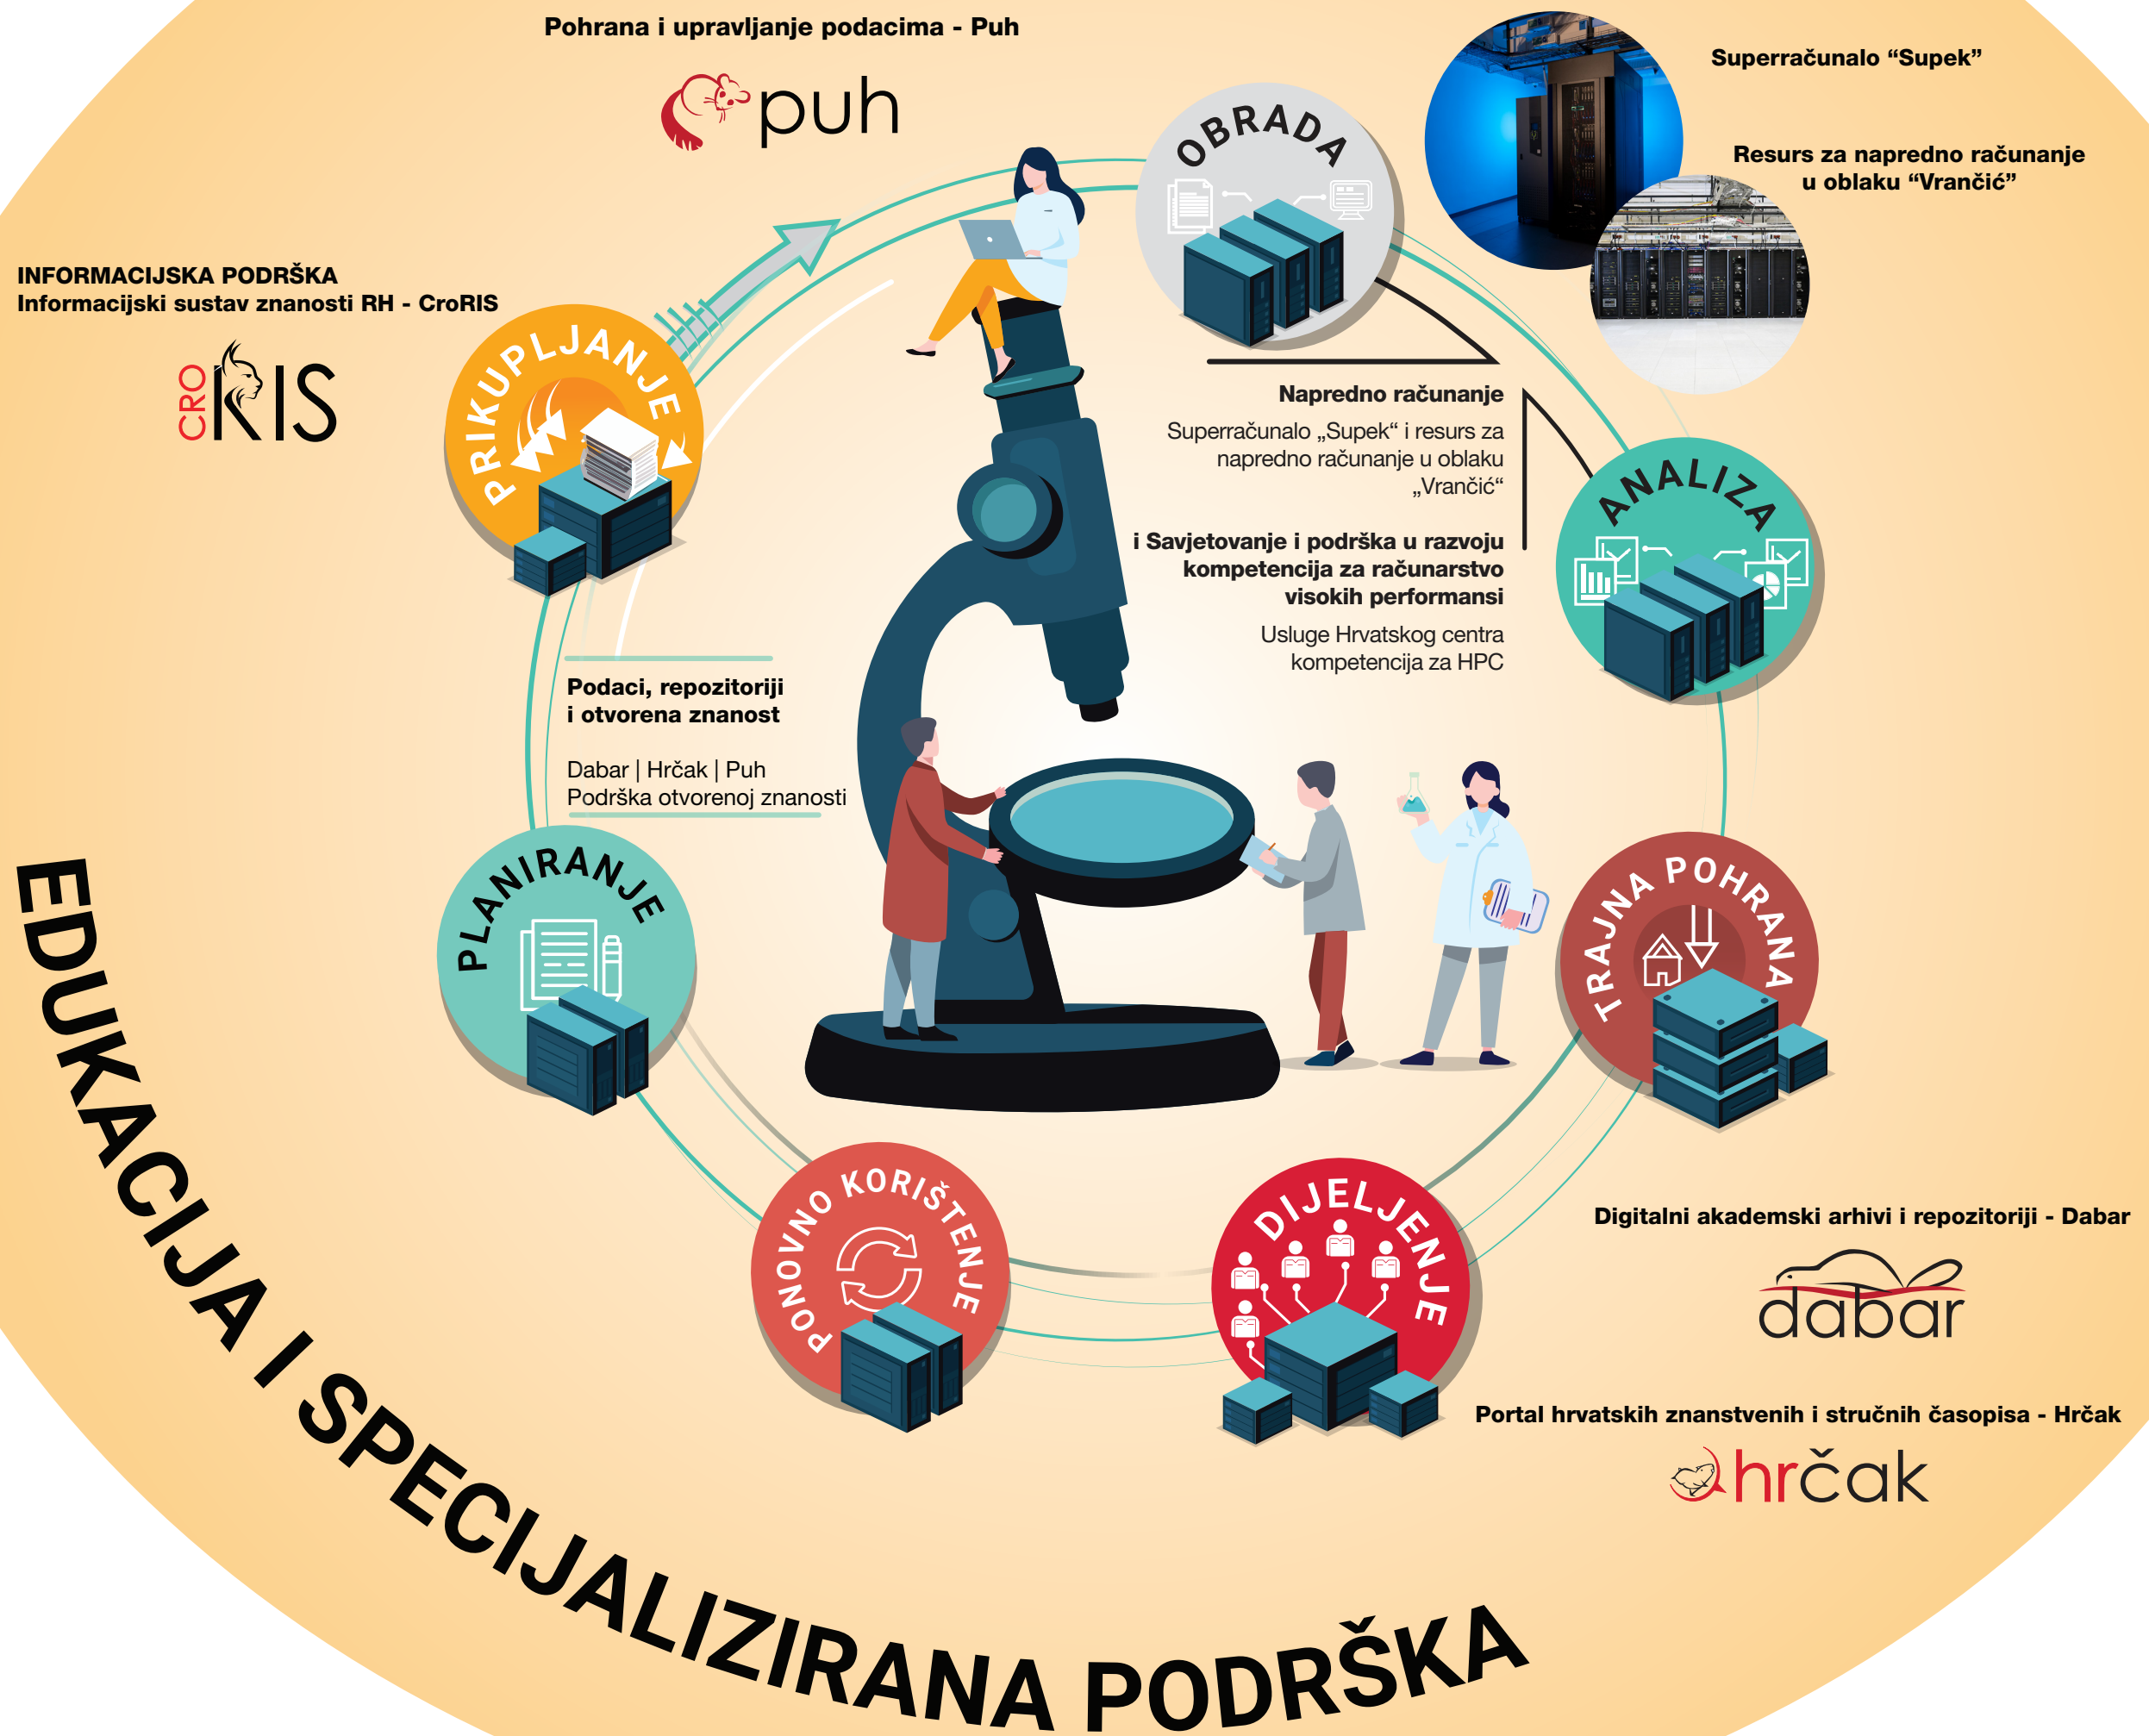 Pohrana i upravljanje podacima - Puh
puh
Superračunalo “Supek”
Resurs za napredno računanje
u oblaku “Vrančić”
INFORMACIJSKA PODRŠKA
Informacijski sustav znanosti RH - CroRIS
CRO
RIS
OBRADA
PRIKUPLJANJE
Napredno računanje
Superračunalo „Supek“ i resurs za
napredno računanje u oblaku
„Vrančić“
i Savjetovanje i podrška u razvoju
kompetencija za računarstvo
visokih performansi
Usluge Hrvatskog centra
kompetencija za HPC
ANALIZA
Podaci, repozitoriji
i otvorena znanost
Dabar | Hrčak | Puh
Podrška otvorenoj znanosti
PLANIRANJE
TRAJNA POHRANA
PONOVNO KORIŠTENJE
DIJELJENJE
Digitalni akademski arhivi i repozitoriji - Dabar
dabar
Portal hrvatskih znanstvenih i stručnih časopisa - Hrčak
hrčak
EDUKACIJA I SPECIJALIZIRANA PODRŠKA